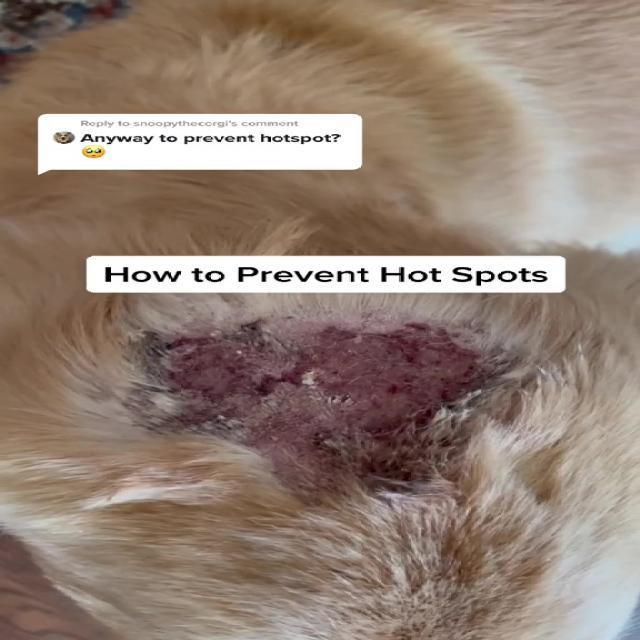 Reply to snoopythecorgi's comment
Anyway to prevent hotspot?
🥹
How to Prevent Hot Spots